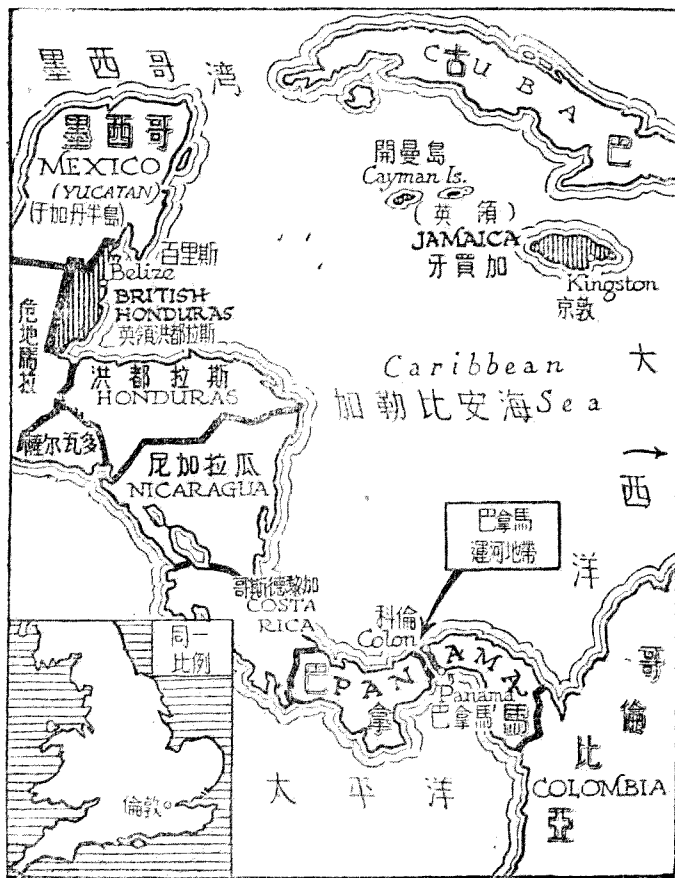 墨西哥湾
CUBA
古巴
墨西哥
MEXICO
(YUCATAN)
(于加丹半島)
開曼島
Cayman Is.
(英領)
JAMAICA
牙買加
Kingston
京敦
百里斯
Belize
BRITISH
HONDURAS
英領洪都拉斯
危地馬拉
洪都拉斯
HONDURAS
Caribbean
加勒比安海 Sea
大西洋
薩尔瓦多
尼加拉瓜
NICARAGUA
巴拿馬
運河地帶
哥斯德黎加
COSTA
RICA
科倫
Colon
PANAMA
巴拿馬
Panama
巴拿馬
哥倫比亞
COLOMBIA
太平洋
同一
比例
倫敦